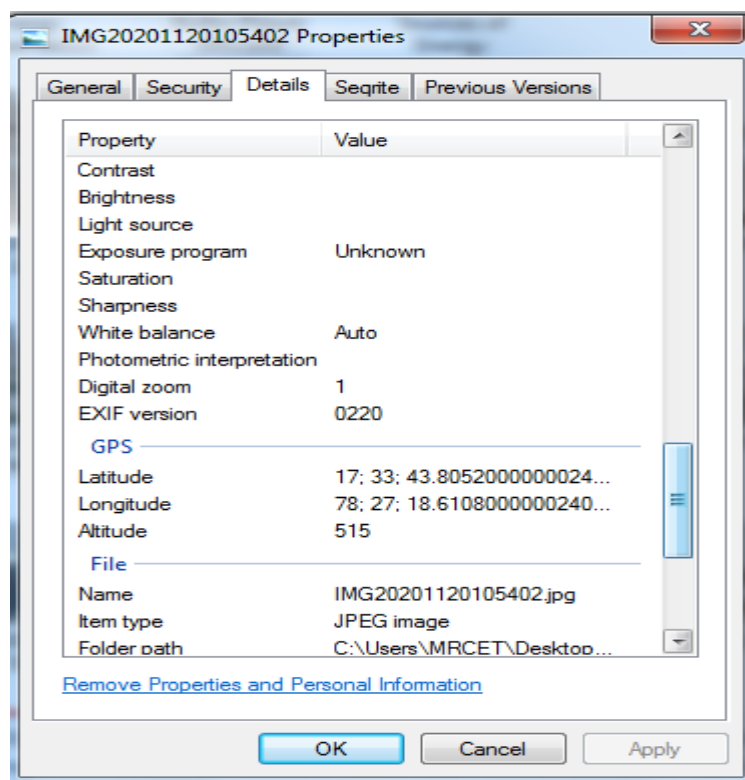 IMG20201120105402 Properties
General Security Details Seqrite Previous Versions
Property Value
Contrast
Brightness
Light source
Exposure program Unknown
Saturation
Sharpness
White balance Auto
Photometric interpretation
Digital zoom 1
EXIF version 0220
GPS
Latitude 17; 33; 43.8052000000024...
Longitude 78; 27; 18.6108000000240...
Altitude 515
File
Name IMG20201120105402.jpg
Item type JPEG image
Folder path C:\Users\MRCET\Desktop...
Remove Properties and Personal Information
OK Cancel Apply